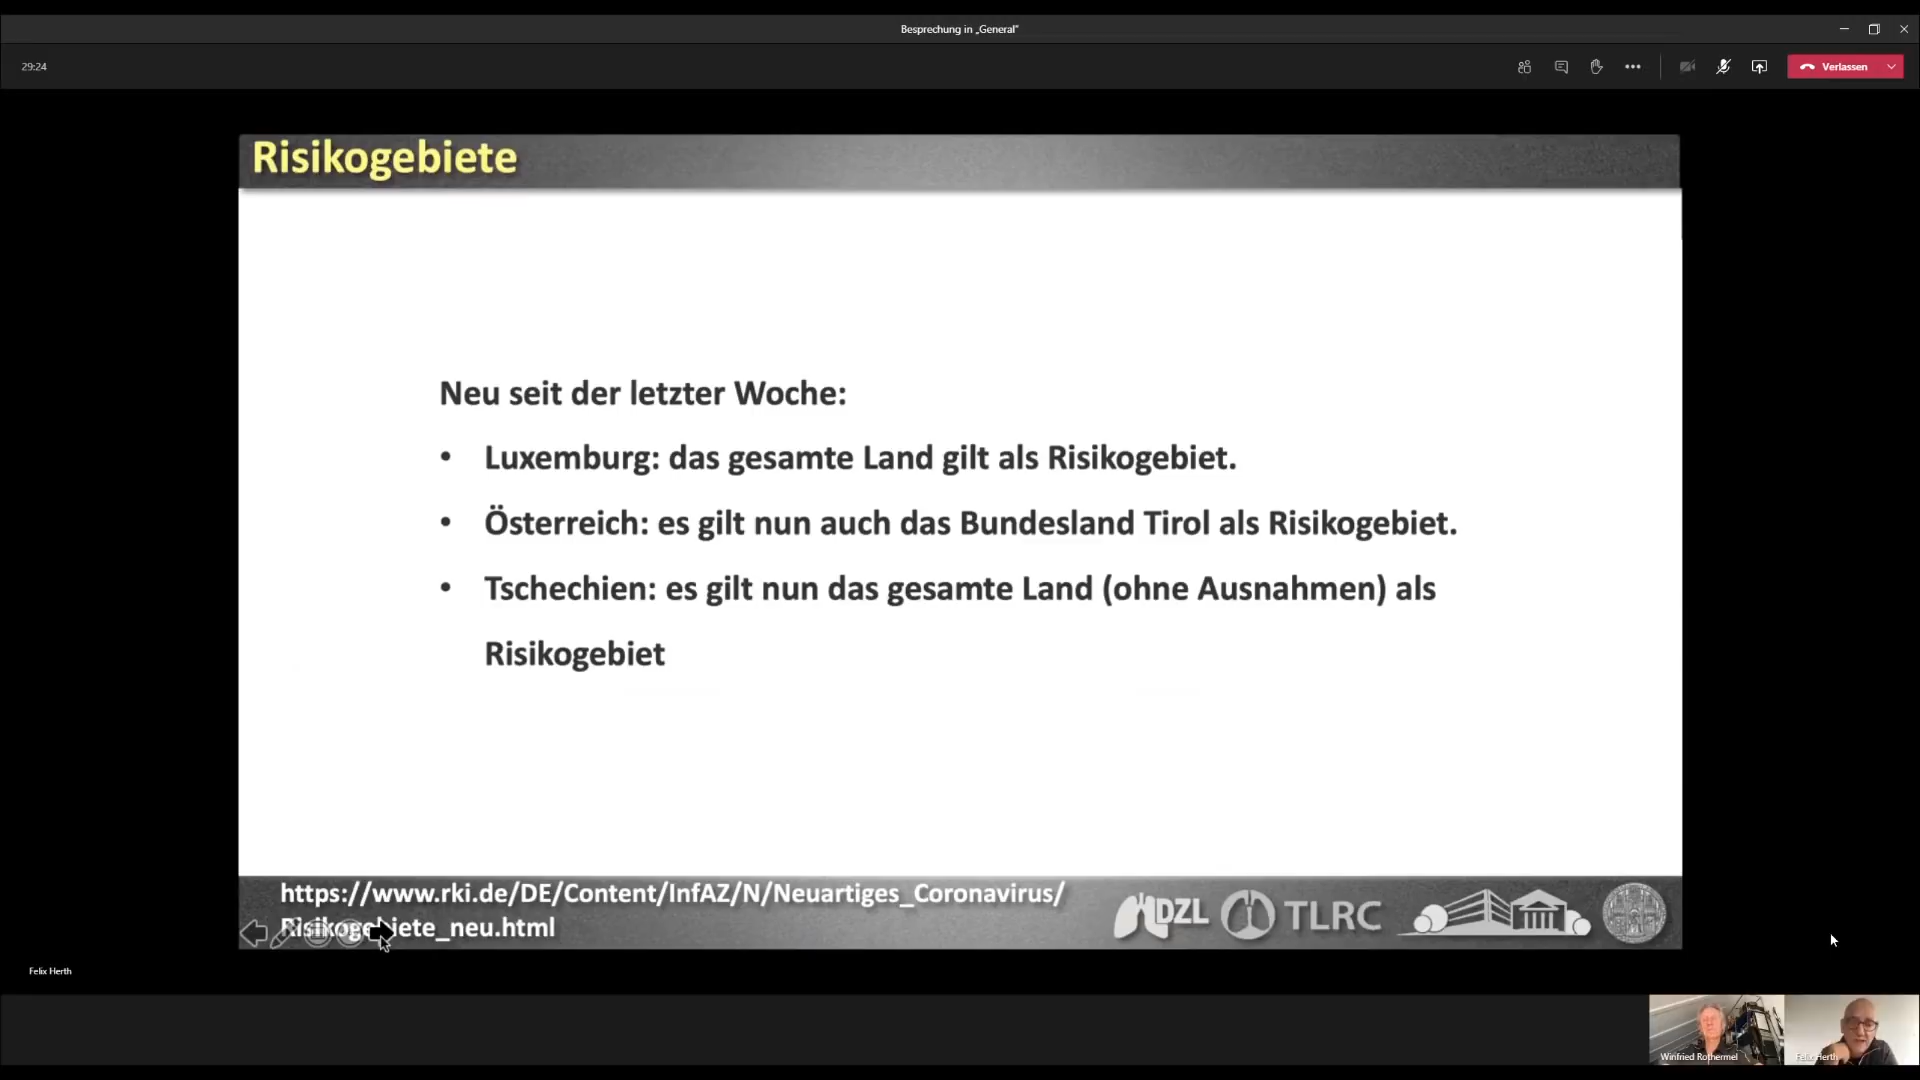 Besprechung in „General“
29:24
Verlassen
Risikogebiete
Neu seit der letzter Woche:
• Luxemburg: das gesamte Land gilt als Risikogebiet.
• Österreich: es gilt nun auch das Bundesland Tirol als Risikogebiet.
• Tschechien: es gilt nun das gesamte Land (ohne Ausnahmen) als
Risikogebiet
https://www.rki.de/DE/Content/InfAZ/N/Neuartiges_Coronavirus/
Risikogebiete_neu.html
DZL
TLRC
Felix Herth
Winfried Rothermel
Felix Herth